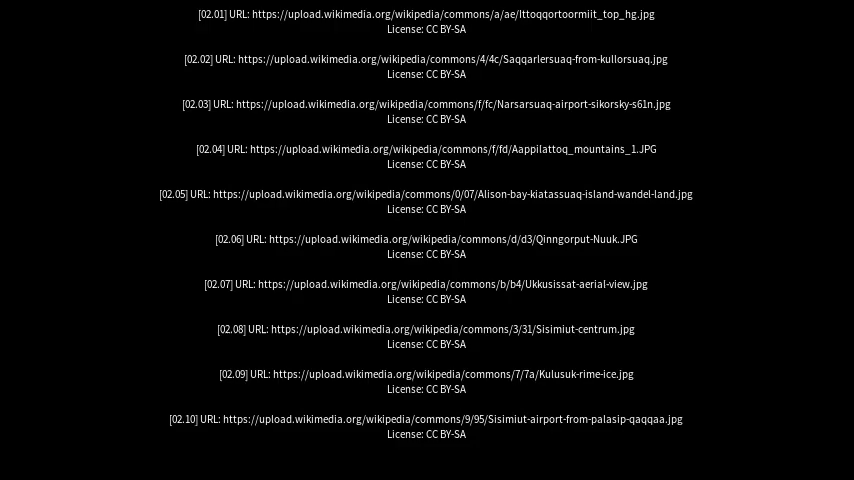 [02.01] URL: https://upload.wikimedia.org/wikipedia/commons/a/ae/Ittoqqortoormiit_top_hg.jpg
License: CC BY-SA
[02.02] URL: https://upload.wikimedia.org/wikipedia/commons/4/4c/Saqqarlersuaq-from-kullorsuaq.jpg
License: CC BY-SA
[02.03] URL: https://upload.wikimedia.org/wikipedia/commons/f/fc/Narsarsuaq-airport-sikorsky-s61n.jpg
License: CC BY-SA
[02.04] URL: https://upload.wikimedia.org/wikipedia/commons/f/fd/Aappilattoq_mountains_1.JPG
License: CC BY-SA
[02.05] URL: https://upload.wikimedia.org/wikipedia/commons/0/07/Alison-bay-kiatassuaq-island-wandel-land.jpg
License: CC BY-SA
[02.06] URL: https://upload.wikimedia.org/wikipedia/commons/d/d3/Qinngorput-Nuuk.JPG
License: CC BY-SA
[02.07] URL: https://upload.wikimedia.org/wikipedia/commons/b/b4/Ukkusissat-aerial-view.jpg
License: CC BY-SA
[02.08] URL: https://upload.wikimedia.org/wikipedia/commons/3/31/Sisimiut-centrum.jpg
License: CC BY-SA
[02.09] URL: https://upload.wikimedia.org/wikipedia/commons/7/7a/Kulusuk-rime-ice.jpg
License: CC BY-SA
[02.10] URL: https://upload.wikimedia.org/wikipedia/commons/9/95/Sisimiut-airport-from-palasip-qaqqaa.jpg
License: CC BY-SA